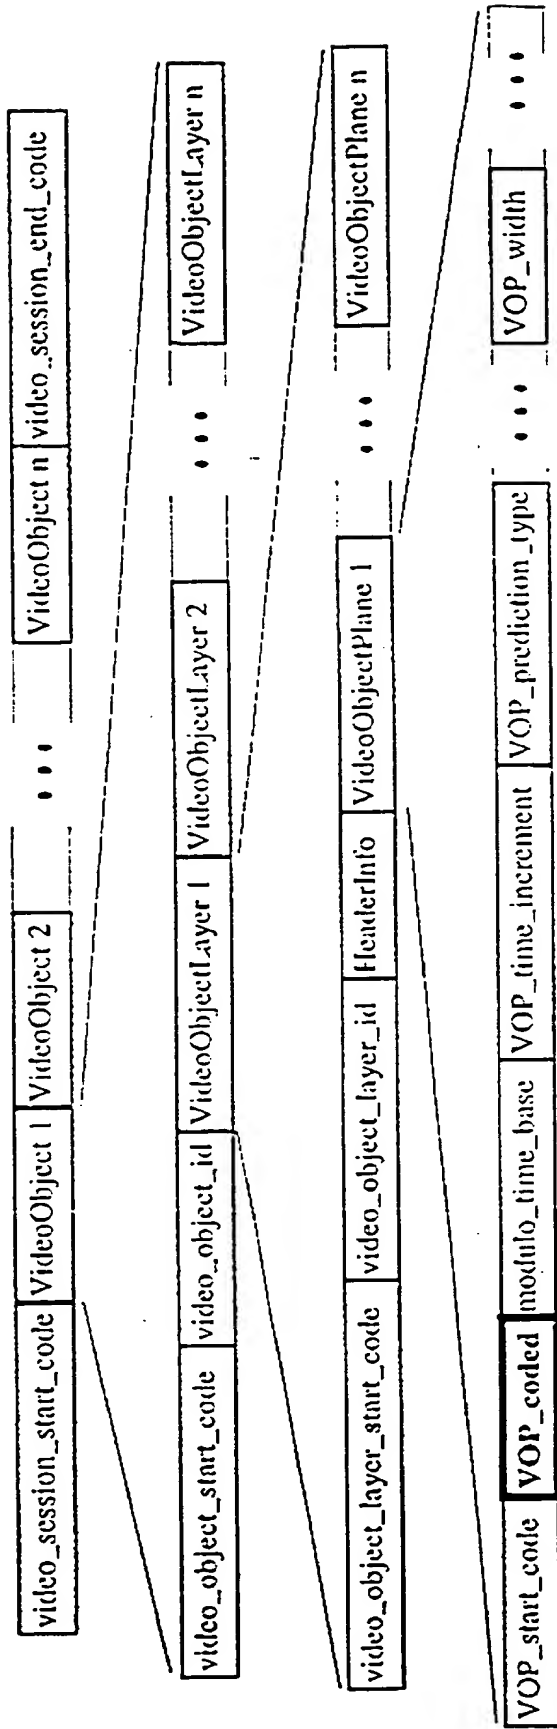 video_session_start_code VideoObject 1 VideoObject 2 ••• VideoObject n video_session_end_code
video_object_start_code video_object_id VideoObjectLayer 1 VideoObjectLayer 2 ••• VideoObjectLayer n
video_object_layer_start_code video_object_layer_id HeaderInfo VideoObjectPlane 1 ••• VideoObjectPlane n
VOP_start_code VOP_coded modulo_time_base VOP_time_increment VOP_prediction_type ••• VOP_width •••